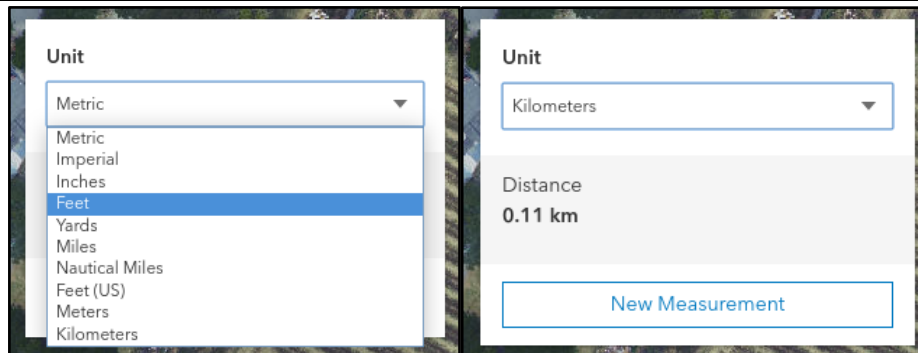 Unit
Metric
Metric
Imperial
Inches
Feet
Yards
Miles
Nautical Miles
Feet (US)
Meters
Kilometers
Unit
Kilometers
Distance
0.11 km
New Measurement